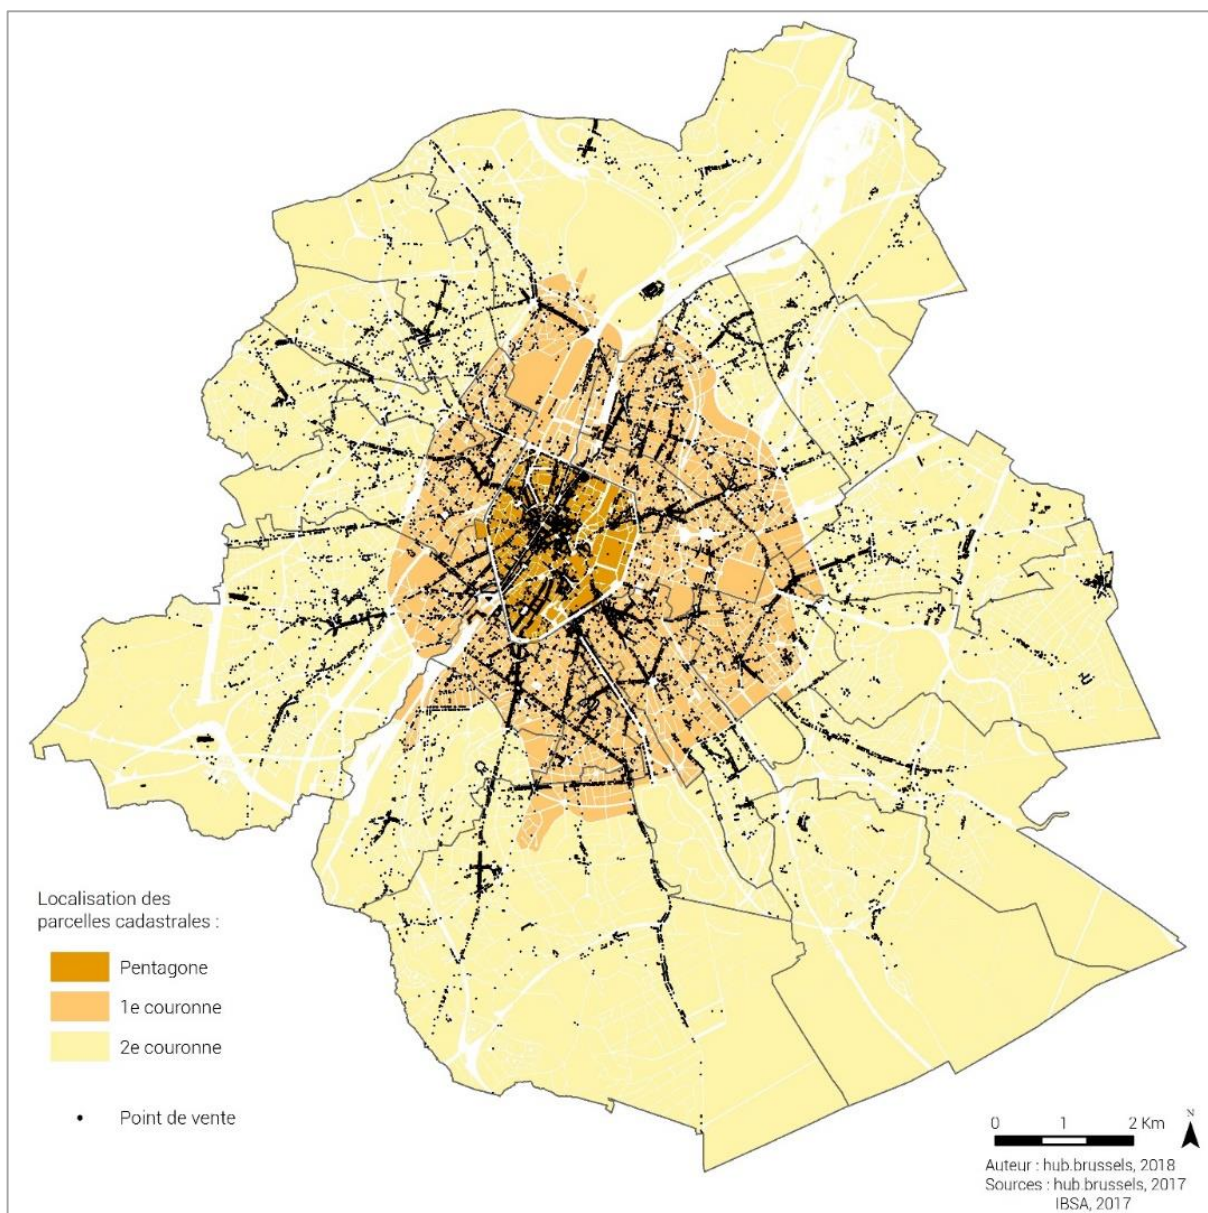 Localisation des
parcelles cadastrales :
Pentagone
1e couronne
2e couronne
Point de vente
0 1 2 Km
N
Auteur : hub.brussels, 2018
Sources : hub.brussels, 2017
IBSA, 2017